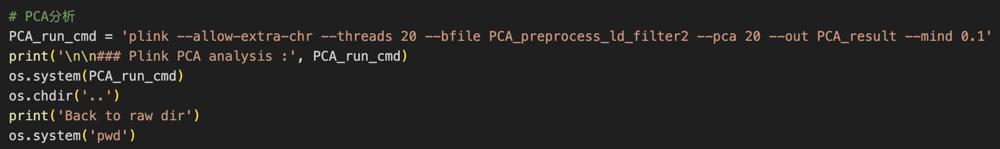 # PCA分析
PCA_run_cmd = 'plink --allow-extra-chr --threads 20 --bfile PCA_preprocess_ld_filter2 --pca 20 --out PCA_result --mind 0.1'
print('\n\n### Plink PCA analysis :', PCA_run_cmd)
os.system(PCA_run_cmd)
os.chdir('..')
print('Back to raw dir')
os.system('pwd')